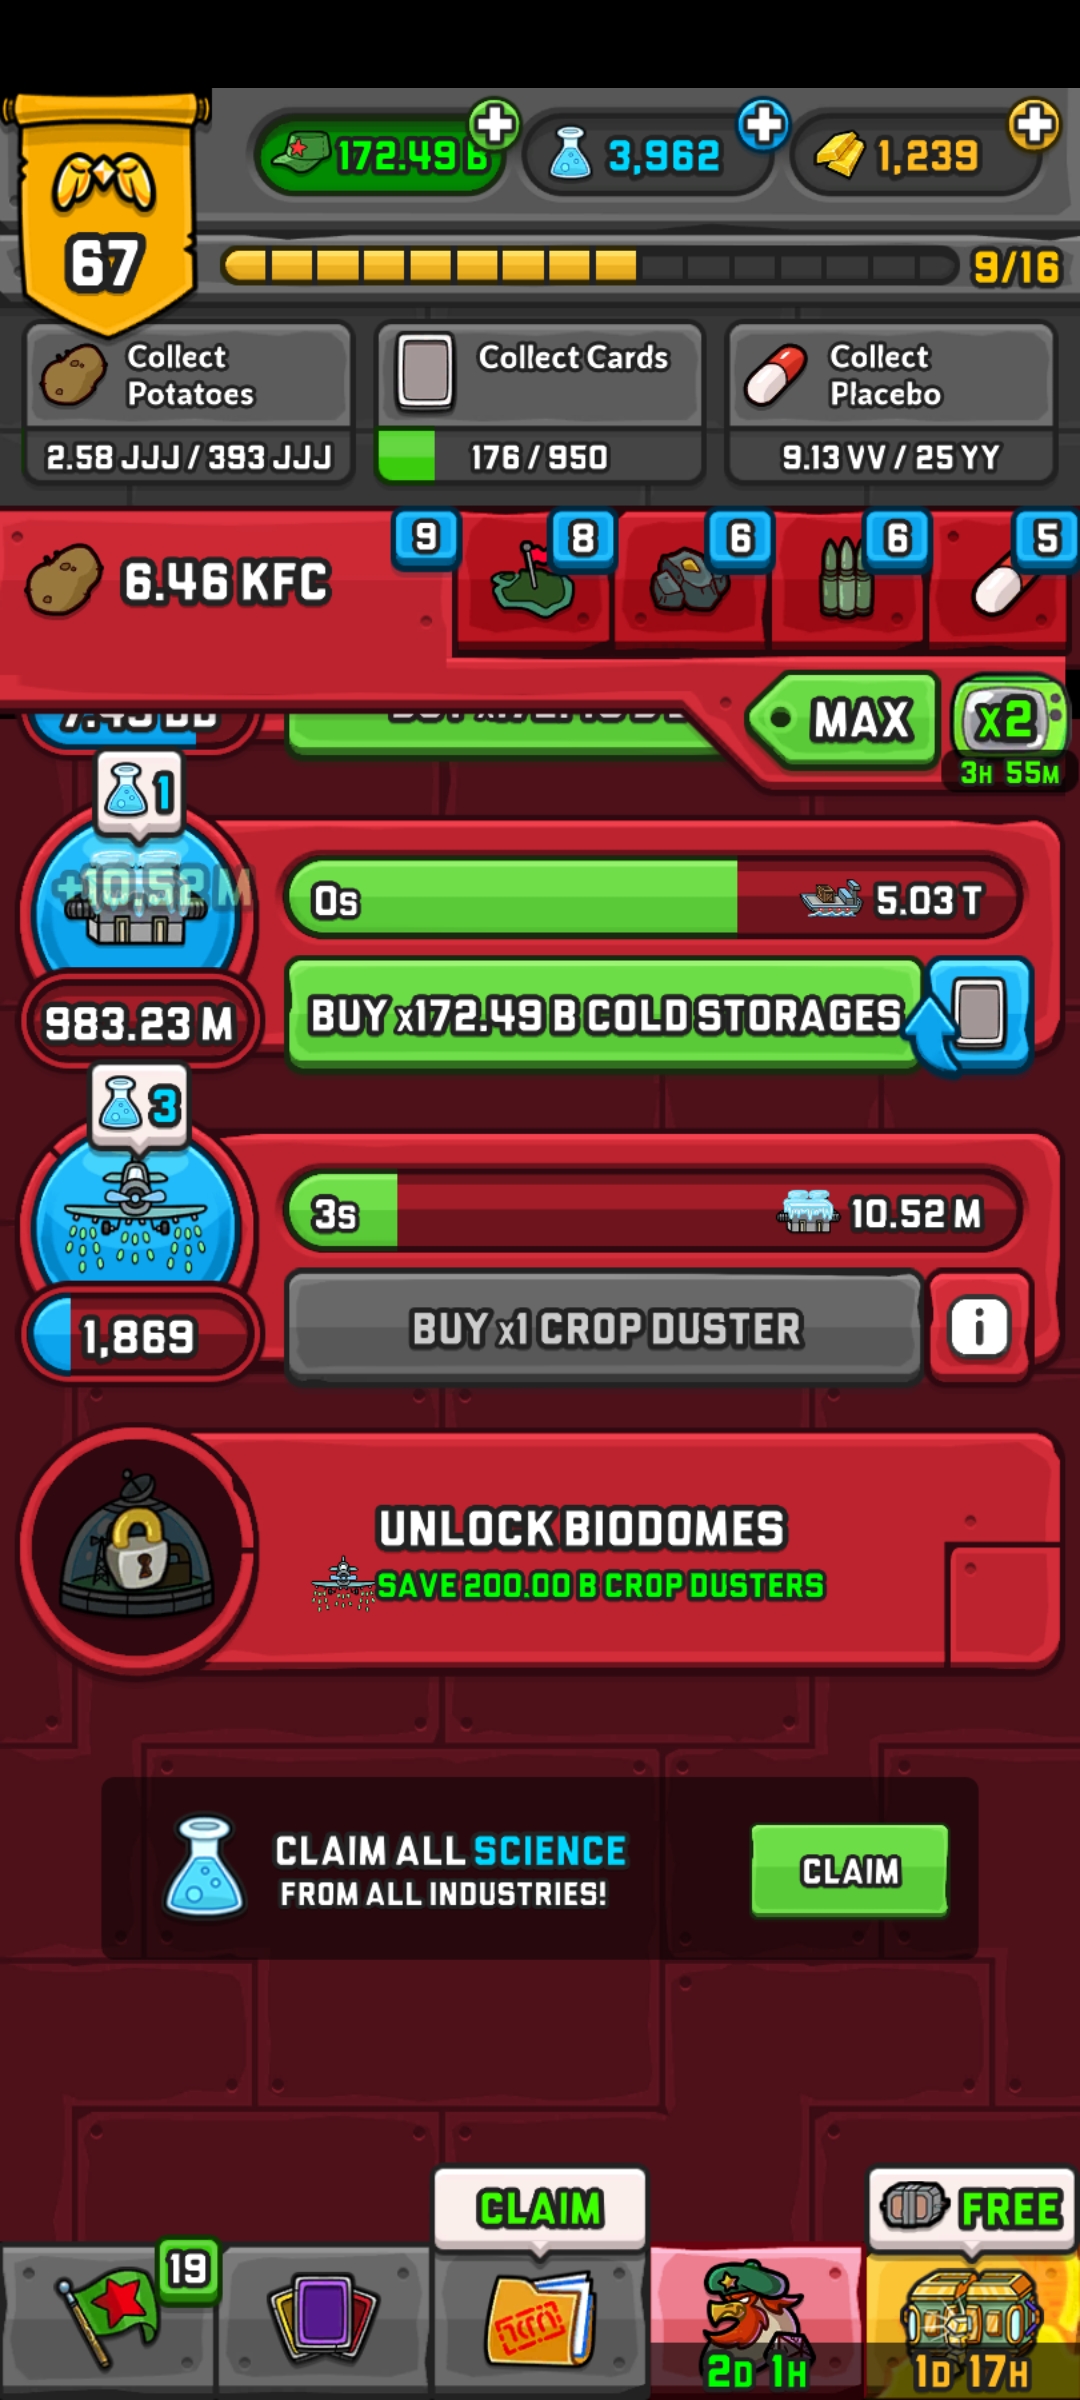 172.49 B
3,962
1,239
67
9/16
Collect
Potatoes
2.58 JJJ / 393 JJJ
Collect Cards
176 / 950
Collect
Placebo
9.13 VV / 25 YY
6.46 KFC
9
8
6
6
5
MAX
x2
3H 55M
1
+10.52 M
0s
5.03 T
983.23 M
BUY x172.49 B COLD STORAGES
3
3s
10.52 M
1,869
BUY x1 CROP DUSTER
i
UNLOCK BIODOMES
SAVE 200.00 B CROP DUSTERS
CLAIM ALL SCIENCE
FROM ALL INDUSTRIES!
CLAIM
CLAIM
FREE
19
2D 1H
1D 17H